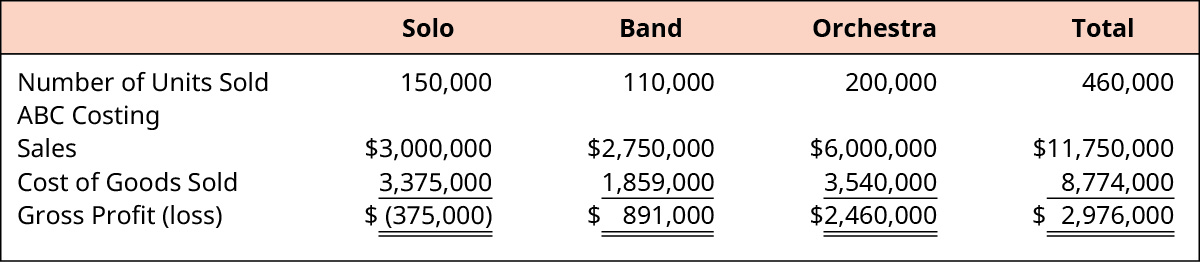 Solo Band Orchestra Total
Number of Units Sold 150,000 110,000 200,000 460,000
ABC Costing
Sales $3,000,000 $2,750,000 $6,000,000 $11,750,000
Cost of Goods Sold 3,375,000 1,859,000 3,540,000 8,774,000
Gross Profit (loss) $ (375,000) $ 891,000 $2,460,000 $ 2,976,000